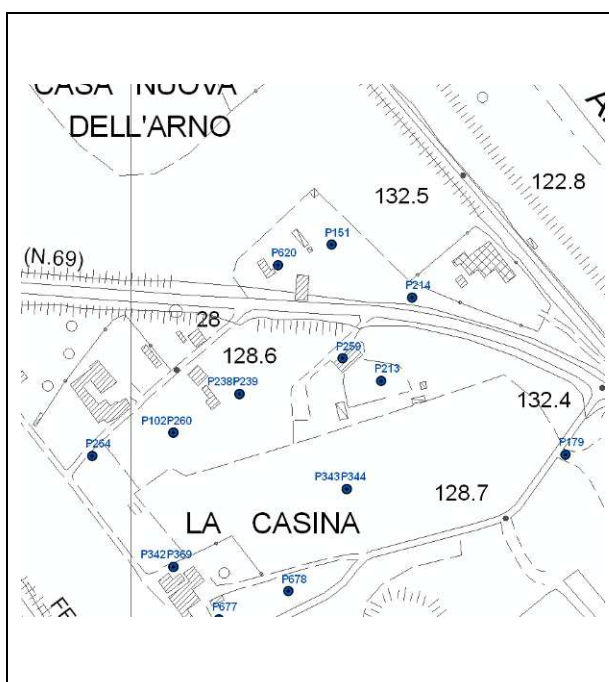 CASA NUOVA
DELL'ARNO
132.5
122.8
P151
P620
(N.69)
P214
28
128.6
P259
P213
P238P239
132.4
P102P260
P264
P179
P343P344
128.7
LA CASINA
P342P369
P678
P677